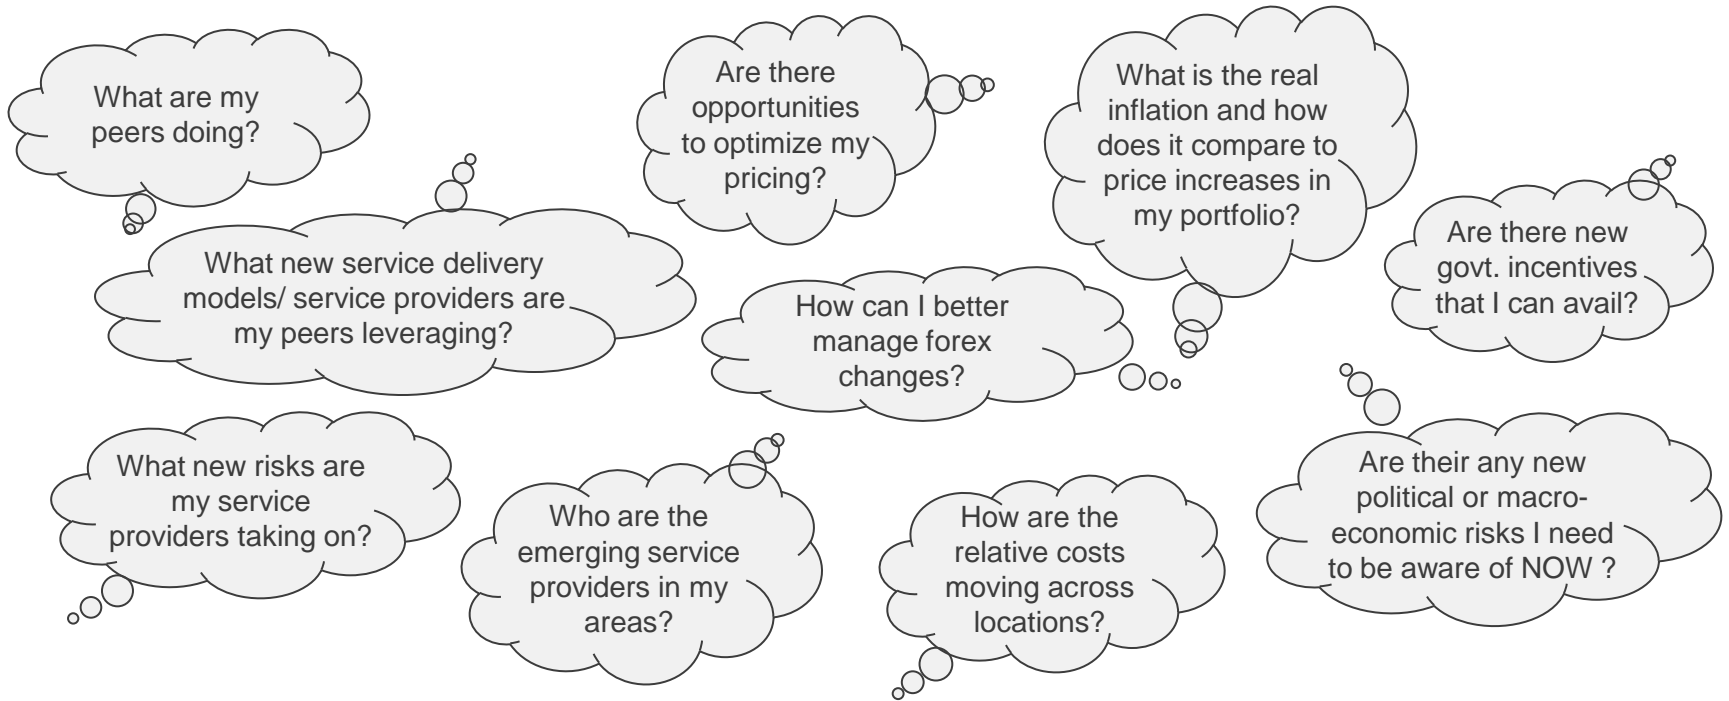 What are my
peers doing?
Are there
opportunities
to optimize my
pricing?
What is the real
inflation and how
does it compare to
price increases in
my portfolio?
What new service delivery
models/ service providers are
my peers leveraging?
How can I better
manage forex
changes?
Are there new
govt. incentives
that I can avail?
What new risks are
my service
providers taking on?
Who are the
emerging service
providers in my
areas?
How are the
relative costs
moving across
locations?
Are their any new
political or macro-
economic risks I need
to be aware of NOW ?